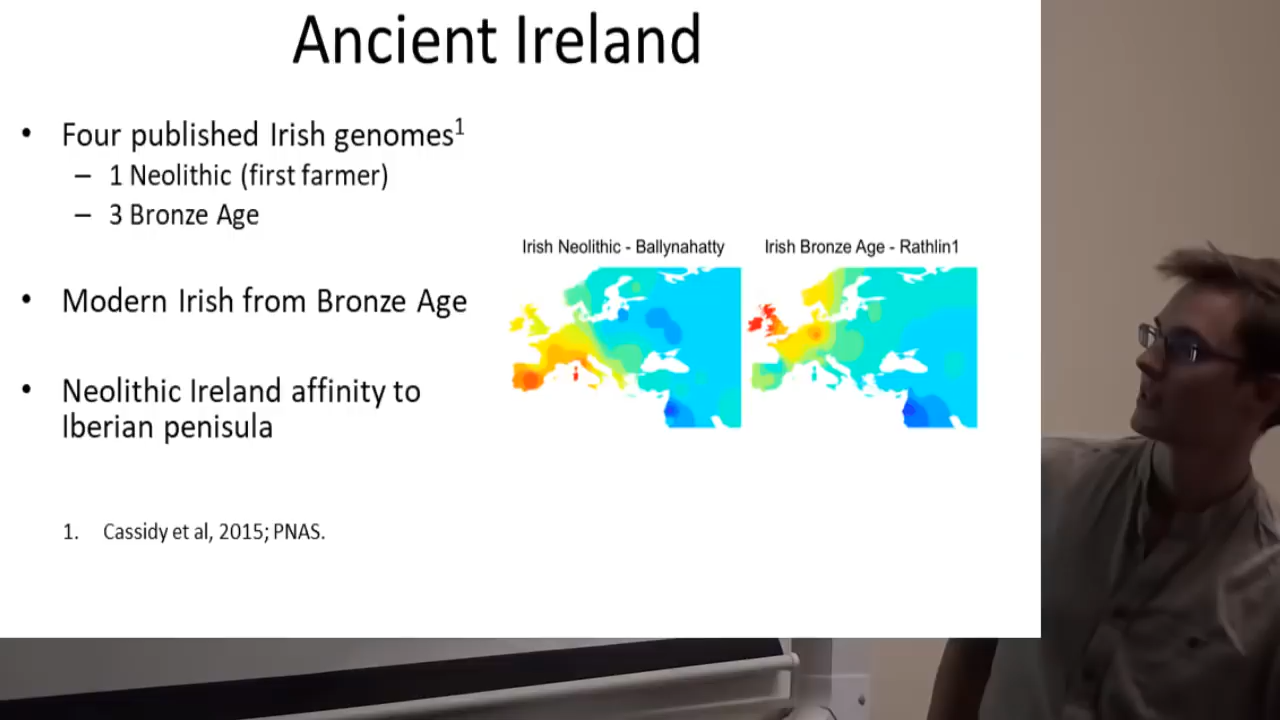 Ancient Ireland
• Four published Irish genomes1
– 1 Neolithic (first farmer)
– 3 Bronze Age
• Modern Irish from Bronze Age
• Neolithic Ireland affinity to
Iberian penisula
Irish Neolithic - Ballynahatty
Irish Bronze Age - Rathlin1
1. Cassidy et al, 2015; PNAS.